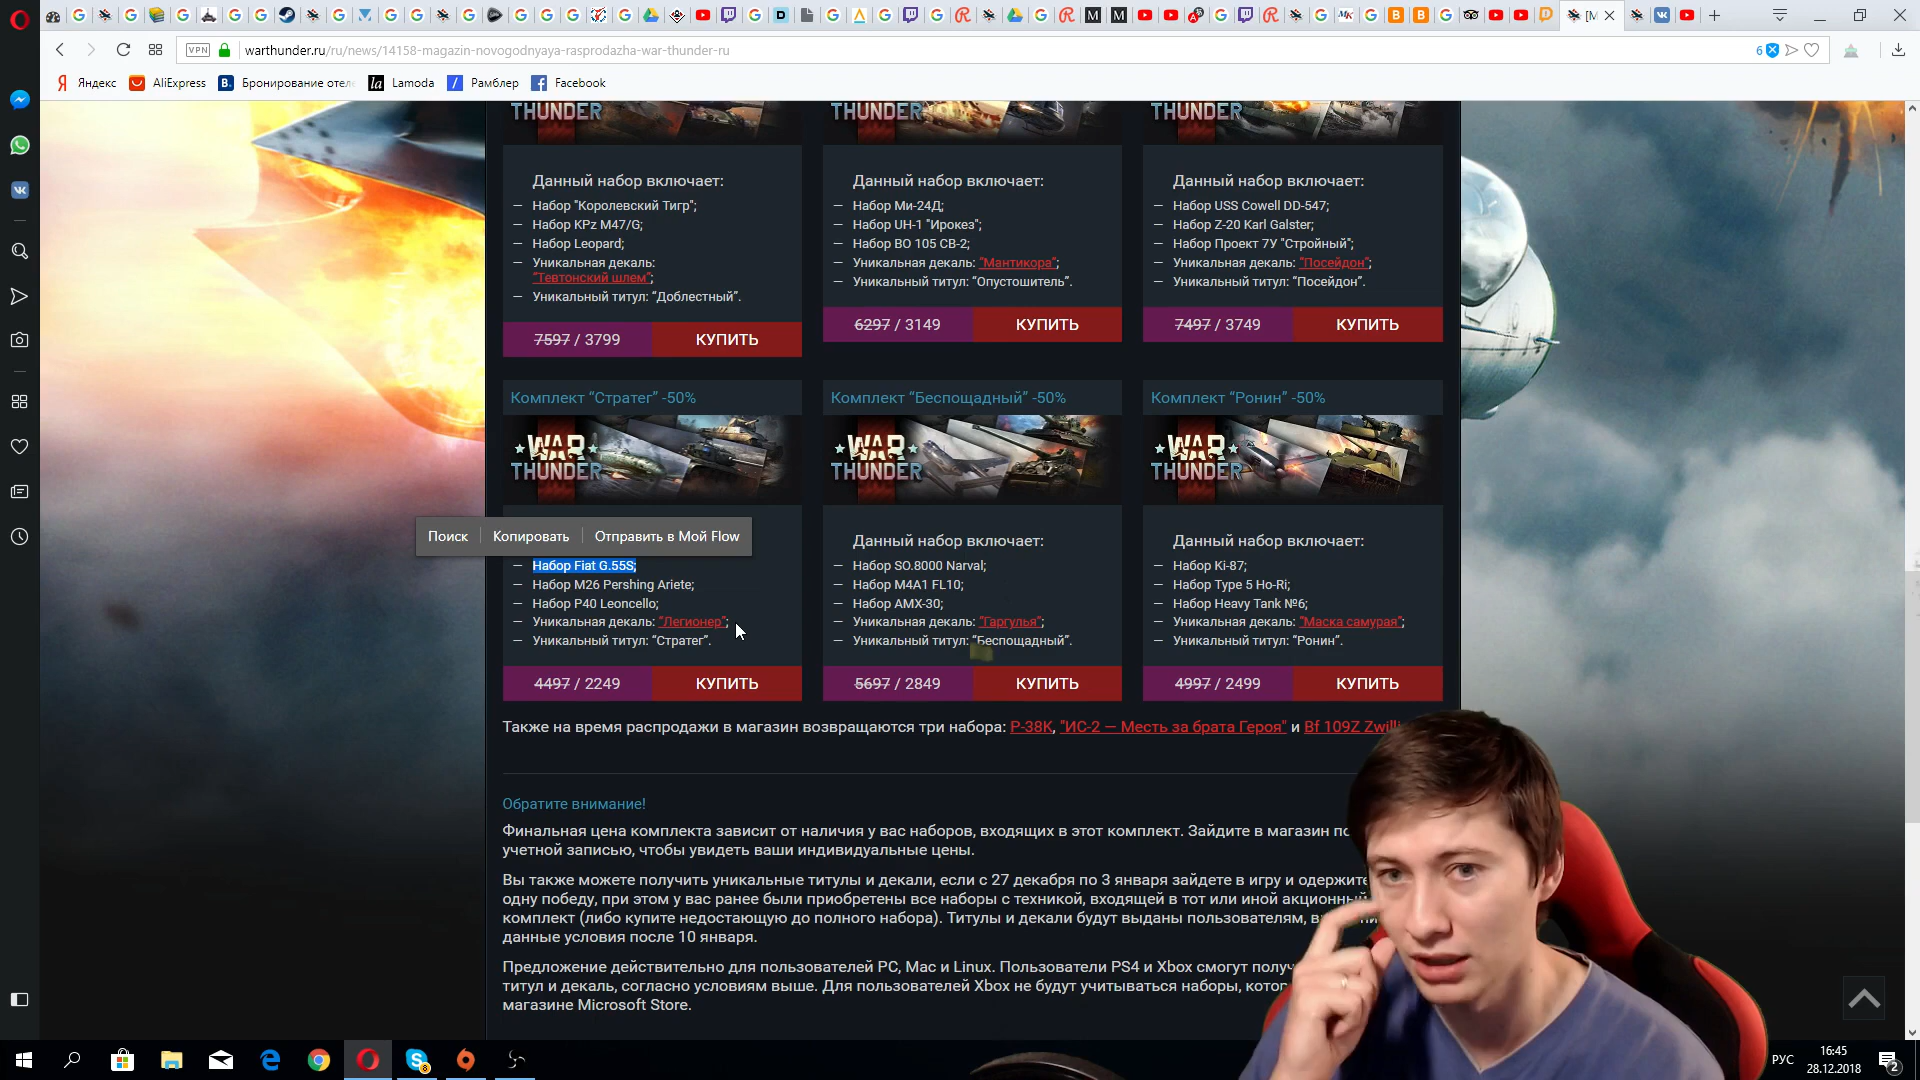 VPN
warthunder.ru/ru/news/14158-magazin-novogodnyaya-rasprodazha-war-thunder-ru
6
Яндекс
AliExpress
Бронирование отеле
Lamoda
Рамблер
Facebook
THUNDER
THUNDER
THUNDER
Данный набор включает:
— Набор "Королевский Тигр";
— Набор KPz M47/G;
— Набор Leopard;
— Уникальная декаль:
"Тевтонский шлем";
— Уникальный титул: “Доблестный”.
7597 / 3799
КУПИТЬ
Данный набор включает:
— Набор Ми-24Д;
— Набор UH-1 "Ирокез";
— Набор BO 105 CB-2;
— Уникальная декаль: "Мантикора";
— Уникальный титул: “Опустошитель”.
6297 / 3149
КУПИТЬ
Данный набор включает:
— Набор USS Cowell DD-547;
— Набор Z-20 Karl Galster;
— Набор Проект 7У "Стройный";
— Уникальная декаль: "Посейдон";
— Уникальный титул: “Посейдон”.
7497 / 3749
КУПИТЬ
Комплект “Стратег” -50%
WAR
THUNDER
Поиск
Копировать
Отправить в Мой Flow
— Набор Fiat G.55S;
— Набор M26 Pershing Ariete;
— Набор P40 Leoncello;
— Уникальная декаль: "Легионер";
— Уникальный титул: “Стратег”.
4497 / 2249
КУПИТЬ
Комплект “Беспощадный” -50%
WAR
THUNDER
Данный набор включает:
— Набор SO.8000 Narval;
— Набор M4A1 FL10;
— Набор AMX-30;
— Уникальная декаль: "Гаргулья";
— Уникальный титул: “Беспощадный”.
5697 / 2849
КУПИТЬ
Комплект “Ронин” -50%
WAR
THUNDER
Данный набор включает:
— Набор Ki-87;
— Набор Type 5 Ho-Ri;
— Набор Heavy Tank №6;
— Уникальная декаль: "Маска самурая";
— Уникальный титул: “Ронин”.
4997 / 2499
КУПИТЬ
Также на время распродажи в магазин возвращаются три набора: P-38K, "ИС-2 — Месть за брата Героя" и Bf 109Z Zwilli
Обратите внимание!
Финальная цена комплекта зависит от наличия у вас наборов, входящих в этот комплект. Зайдите в магазин по
учетной записью, чтобы увидеть ваши индивидуальные цены.
Вы также можете получить уникальные титулы и декали, если с 27 декабря по 3 января зайдете в игру и одержите
одну победу, при этом у вас ранее были приобретены все наборы с техникой, входящей в тот или иной акционный
комплект (либо купите недостающую до полного набора). Титулы и декали будут выданы пользователям,
данные условия после 10 января.
Предложение действительно для пользователей PC, Mac и Linux. Пользователи PS4 и Xbox смогут получ
титул и декаль, согласно условиям выше. Для пользователей Xbox не будут учитываться наборы, котор
магазине Microsoft Store.
РУС
16:45
28.12.2018
2
8